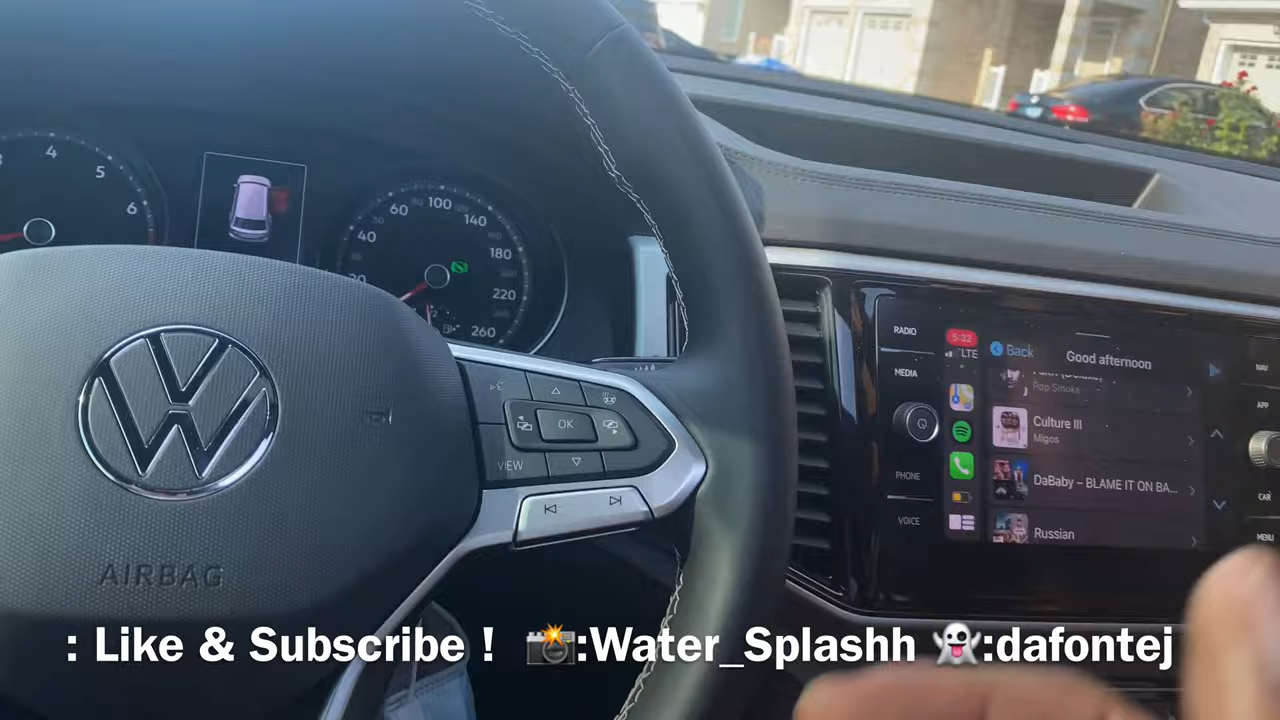 4
5
6
40
60
100
140
180
220
260
AIRBAG
OK
VIEW
RADIO
MEDIA
PHONE
VOICE
5:32
LTE
Back
Good afternoon
Pop Smoke
Culture III
Migos
DaBaby – BLAME IT ON BA...
Russian
NAV
APP
CAR
MENU
: Like & Subscribe ! 📸:Water_Splashh 👻:dafontej